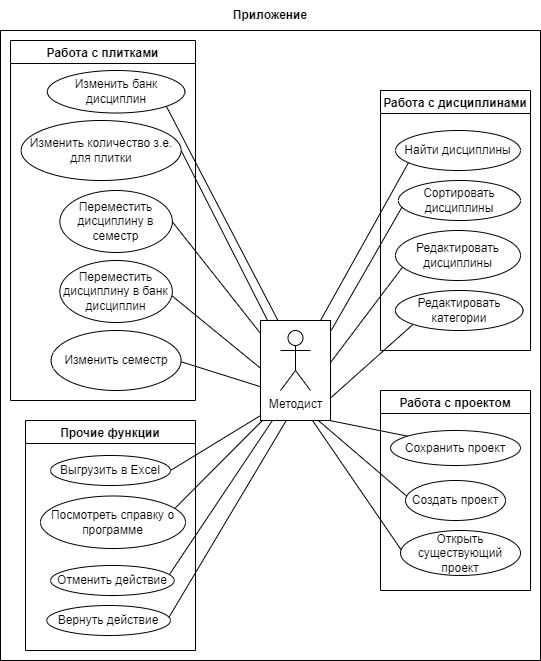 Приложение
Работа с плитками
Изменить банк
дисциплин
Изменить количество з.е.
для плитки
Переместить
дисциплину в
семестр
Переместить
дисциплину в банк
дисциплин
Изменить семестр
Работа с дисциплинами
Найти дисциплины
Сортировать
дисциплины
Редактировать
дисциплины
Редактировать
категории
Методист
Прочие функции
Выгрузить в Excel
Посмотреть справку о
программе
Отменить действие
Вернуть действие
Работа с проектом
Сохранить проект
Создать проект
Открыть
существующий
проект